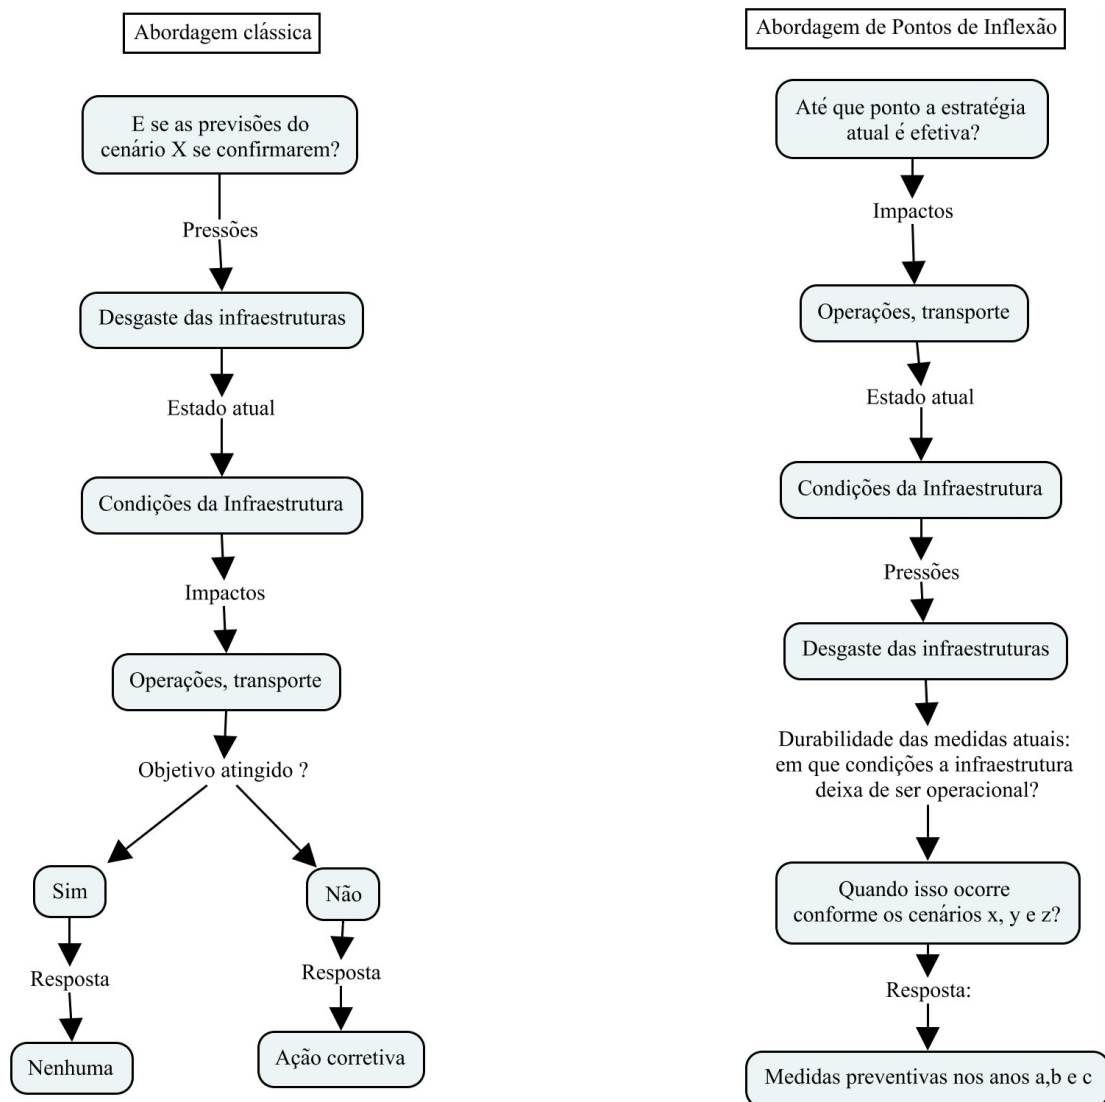 Abordagem clássica
E se as previsões do
cenário X se confirmarem?
Pressões
Desgaste das infraestruturas
Estado atual
Condições da Infraestrutura
Impactos
Operações, transporte
Objetivo atingido ?
Sim
Não
Resposta
Resposta
Nenhuma
Ação corretiva
Abordagem de Pontos de Inflexão
Até que ponto a estratégia
atual é efetiva?
Impactos
Operações, transporte
Estado atual
Condições da Infraestrutura
Pressões
Desgaste das infraestruturas
Durabilidade das medidas atuais:
em que condições a infraestrutura
deixa de ser operacional?
Quando isso ocorre
conforme os cenários x, y e z?
Resposta:
Medidas preventivas nos anos a,b e c